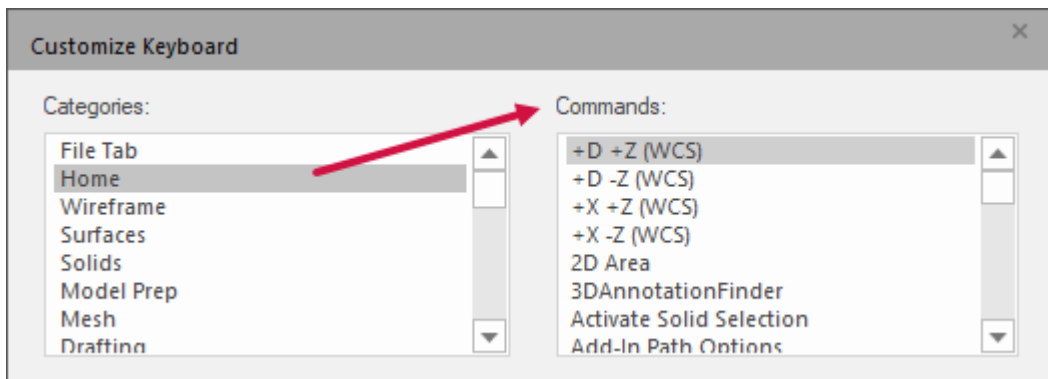 Customize Keyboard
Categories:
File Tab
Home
Wireframe
Surfaces
Solids
Model Prep
Mesh
Drafting
Commands:
+D +Z (WCS)
+D -Z (WCS)
+X +Z (WCS)
+X -Z (WCS)
2D Area
3DAnnotationFinder
Activate Solid Selection
Add-In Path Options